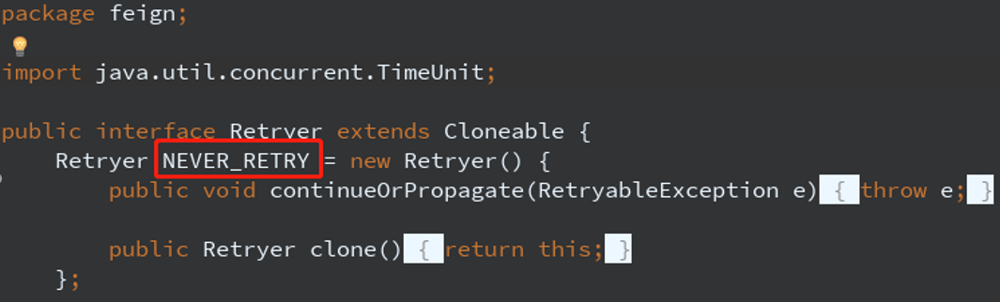 package feign;
import java.util.concurrent.TimeUnit;
public interface Retryer extends Cloneable {
Retryer NEVER_RETRY = new Retryer() {
public void continueOrPropagate(RetryableException e) { throw e; }
public Retryer clone() { return this; }
};